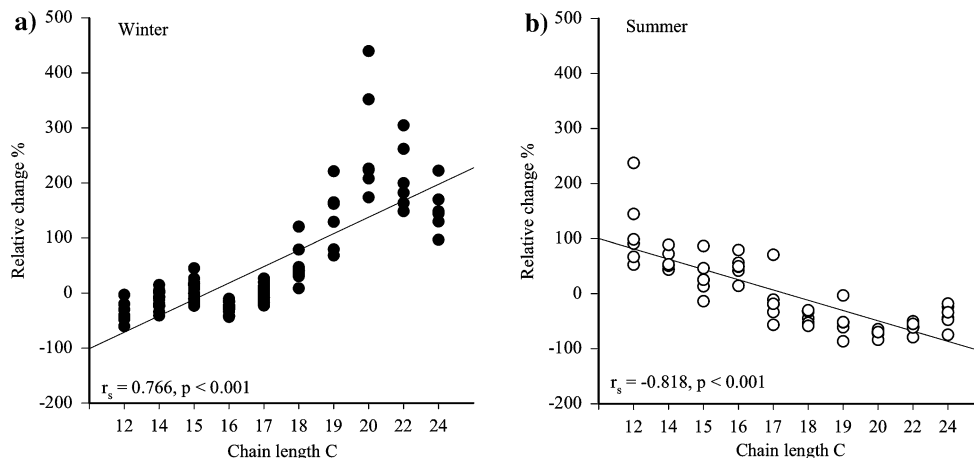 a)
Winter
500
400
300
200
100
0
-100
-200
Relative change %
r_s = 0.766, p < 0.001
12 14 15 16 17 18 19 20 22 24
Chain length C
b)
Summer
500
400
300
200
100
0
-100
-200
Relative change %
r_s = -0.818, p < 0.001
12 14 15 16 17 18 19 20 22 24
Chain length C